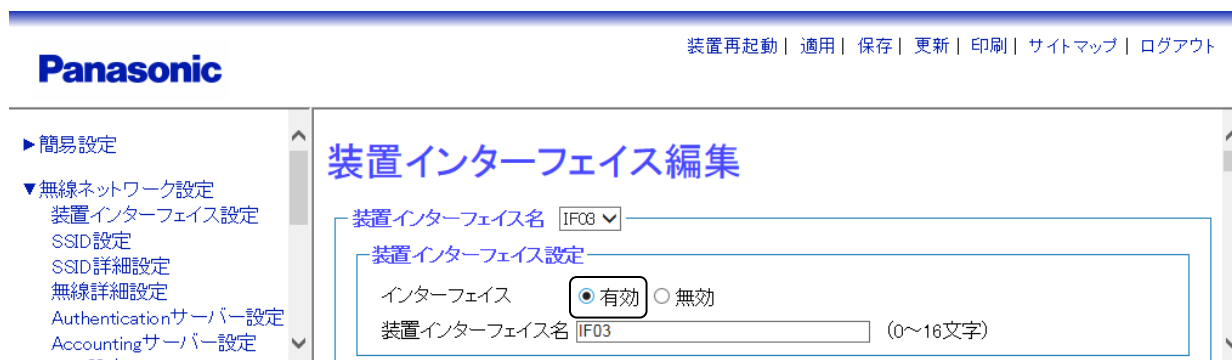 Panasonic
装置再起動| 適用| 保存| 更新| 印刷| サイトマップ| ログアウト
▶簡易設定
▼無線ネットワーク設定
装置インターフェイス設定
SSID設定
SSID詳細設定
無線詳細設定
Authenticationサーバー設定
Accountingサーバー設定
装置インターフェイス編集
装置インターフェイス名 IF03
装置インターフェイス設定
インターフェイス 有効 無効
装置インターフェイス名 IF03 (0～16文字)